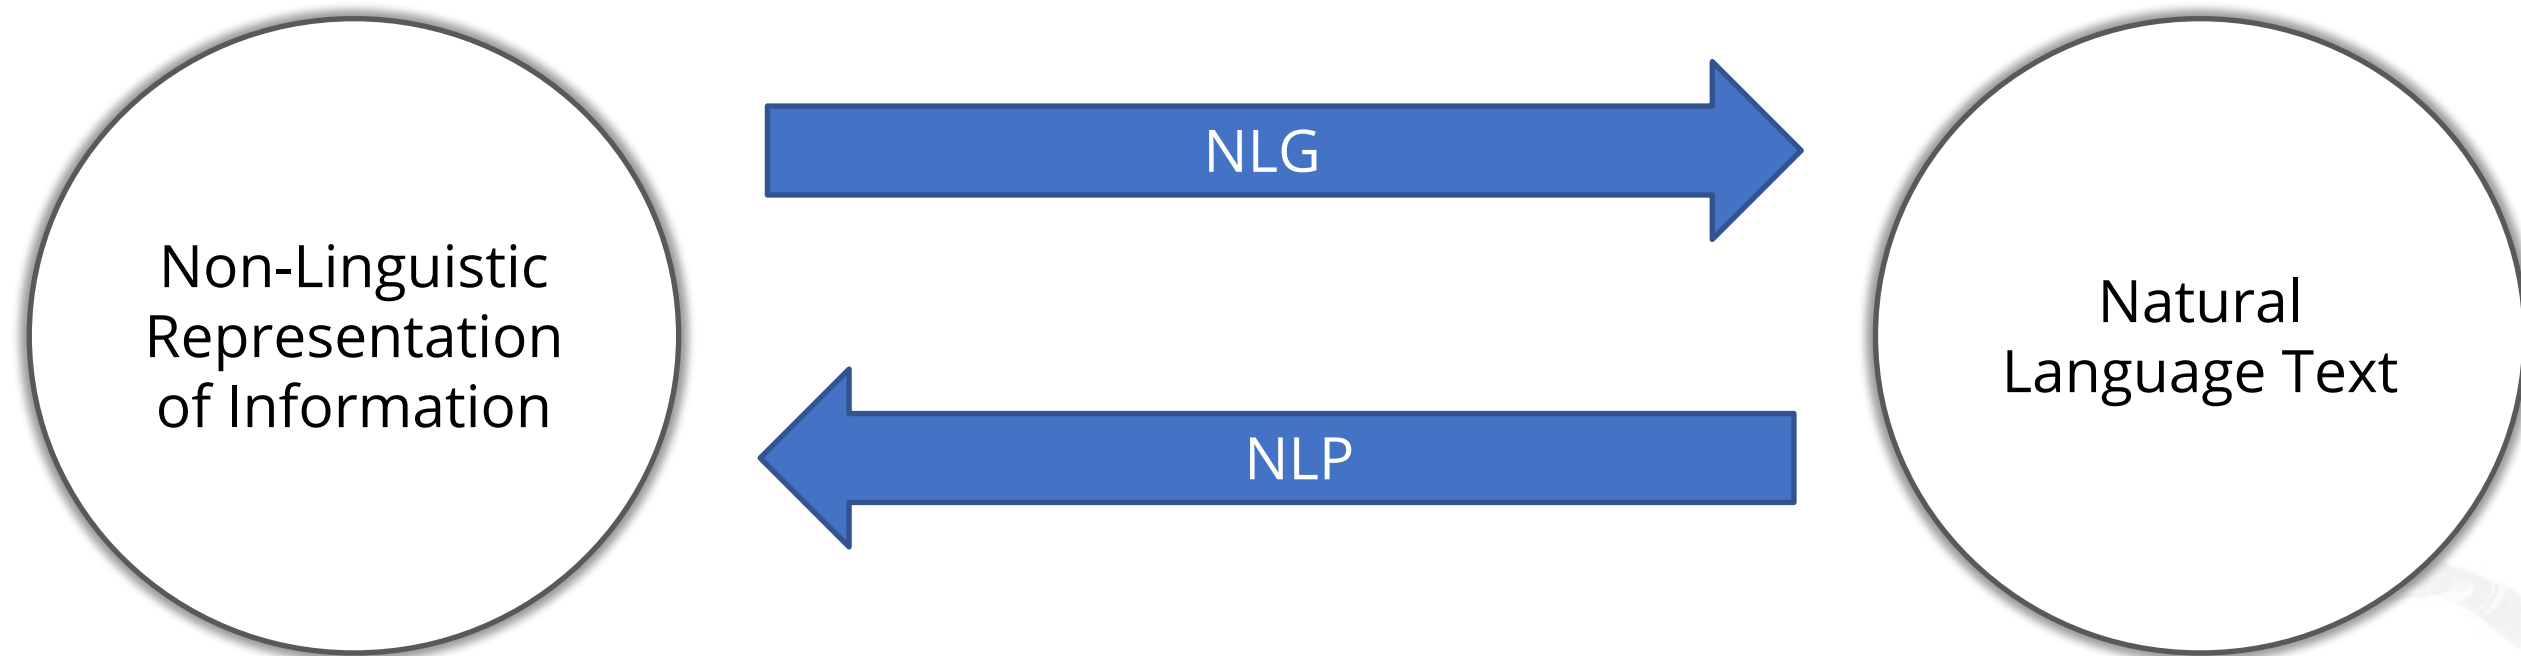 Non-Linguistic
Representation
of Information
NLG
NLP
Natural
Language Text